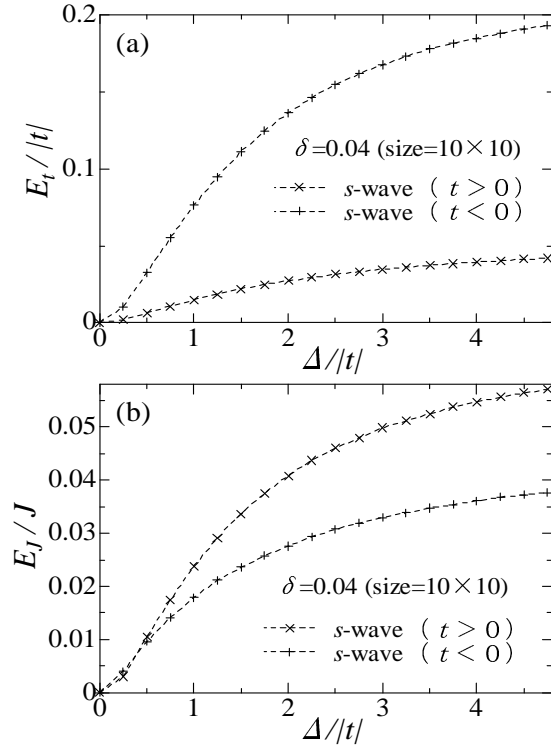 (a)
0.2
0.1
0
E_t / |t|
δ=0.04 (size=10×10)
s-wave ( t > 0 )
s-wave ( t < 0 )
0 1 2 3 4
Δ/|t|
(b)
0.05
0.04
0.03
0.02
0.01
0
E_J / J
δ=0.04 (size=10×10)
s-wave ( t > 0 )
s-wave ( t < 0 )
0 1 2 3 4
Δ/|t|